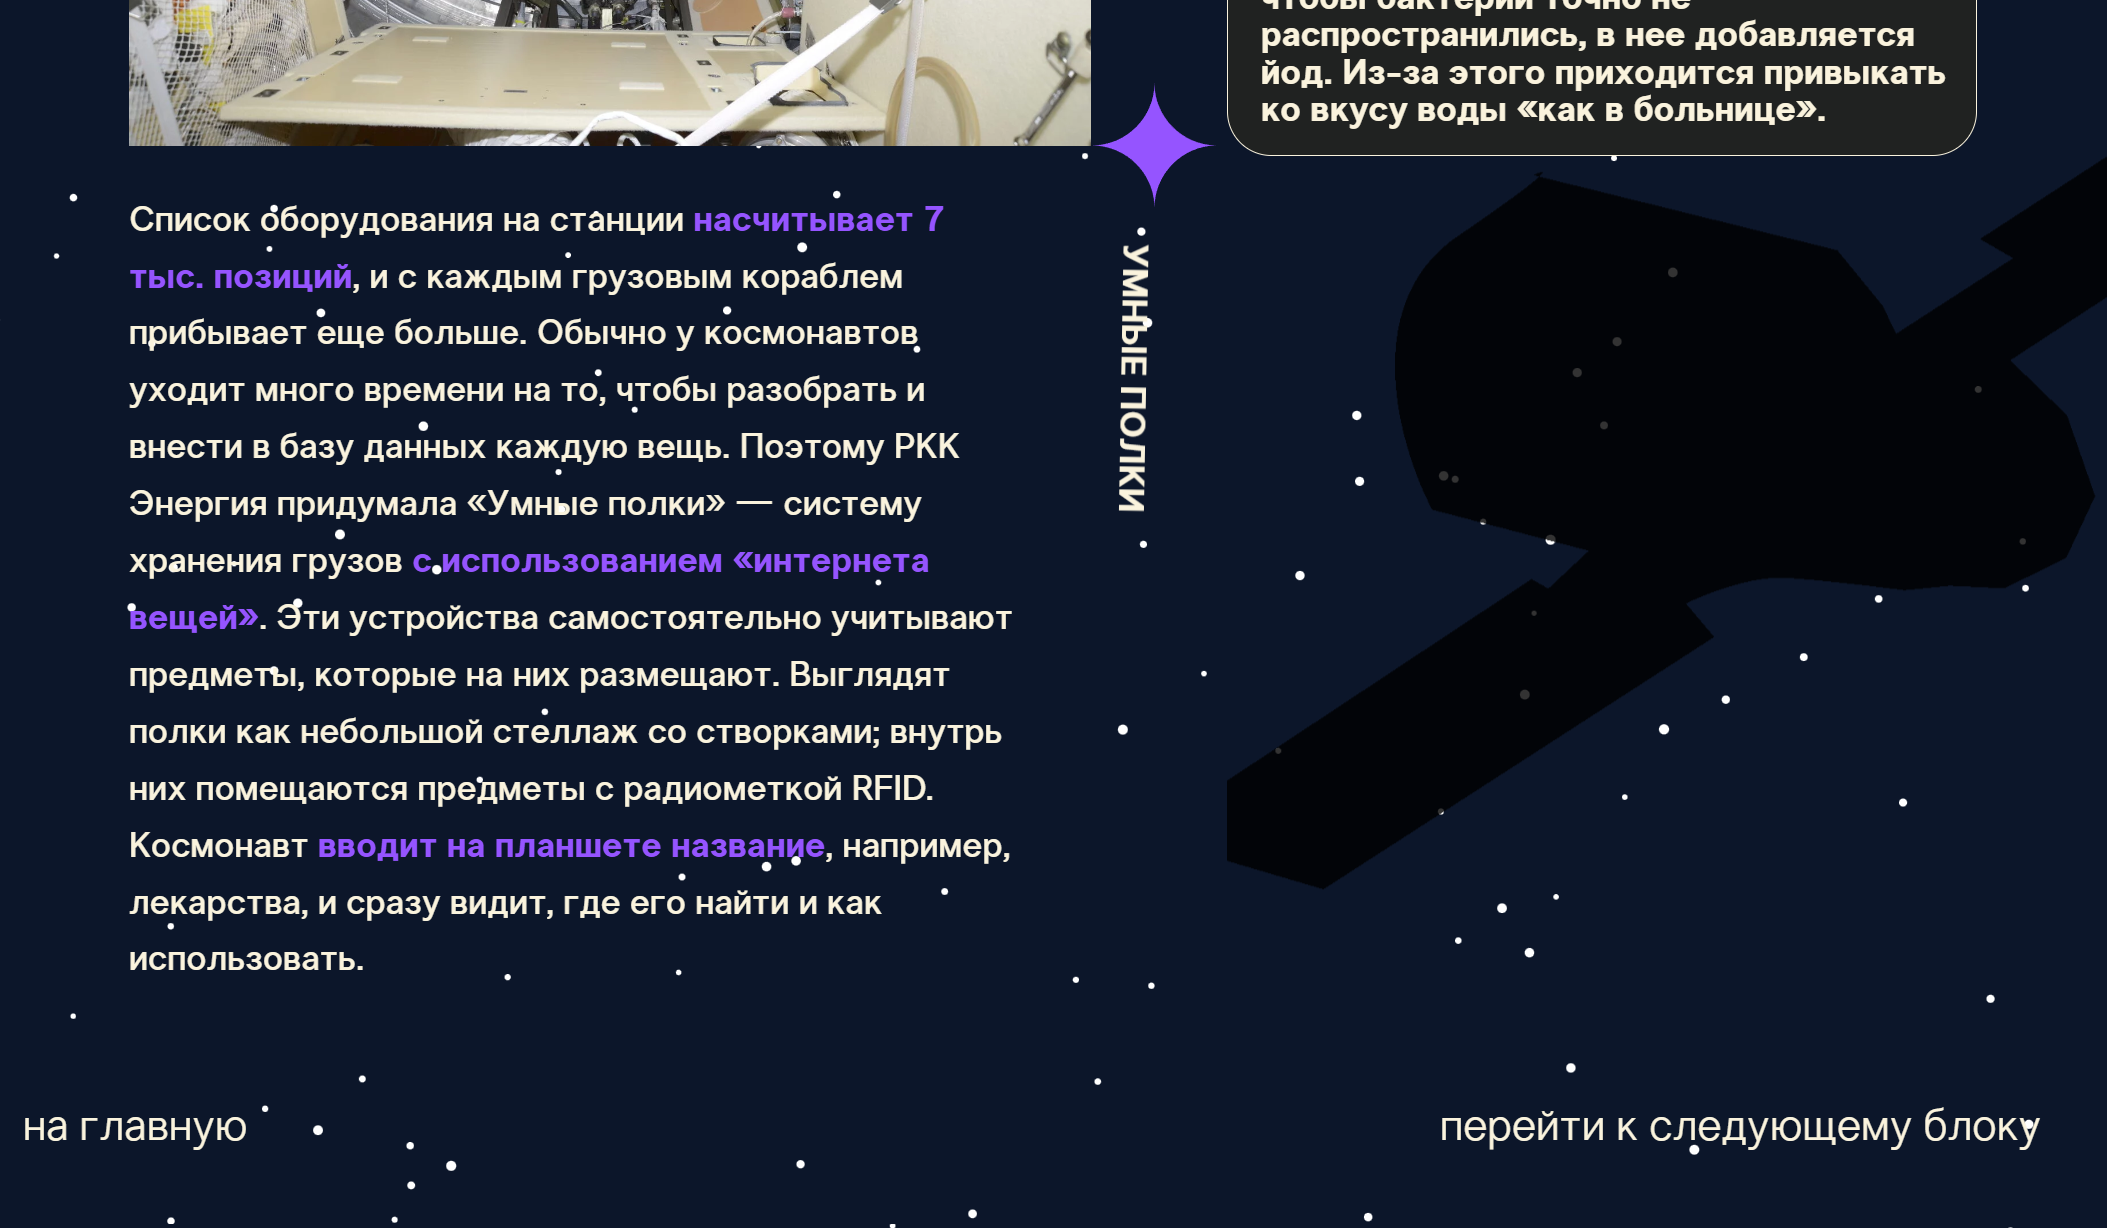 чтобы бактерии точно не
распространились, в нее добавляется
йод. Из-за этого приходится привыкать
ко вкусу воды «как в больнице».
Список оборудования на станции насчитывает 7
тыс. позиций, и с каждым грузовым кораблем
прибывает еще больше. Обычно у космонавтов
уходит много времени на то, чтобы разобрать и
внести в базу данных каждую вещь. Поэтому РКК
Энергия придумала «Умные полки» — систему
хранения грузов с использованием «интернета
вещей». Эти устройства самостоятельно учитывают
предметы, которые на них размещают. Выглядят
полки как небольшой стеллаж со створками; внутрь
них помещаются предметы с радиометкой RFID.
Космонавт вводит на планшете название, например,
лекарства, и сразу видит, где его найти и как
использовать.
УМНЫЕ ПОЛКИ
на главную
перейти к следующему блоку